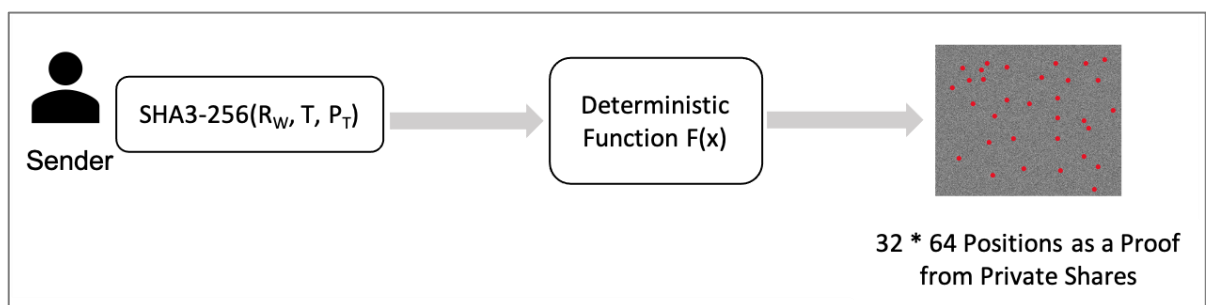 Sender
SHA3-256(R_W, T, P_T)
Deterministic
Function F(x)
32 * 64 Positions as a Proof
from Private Shares